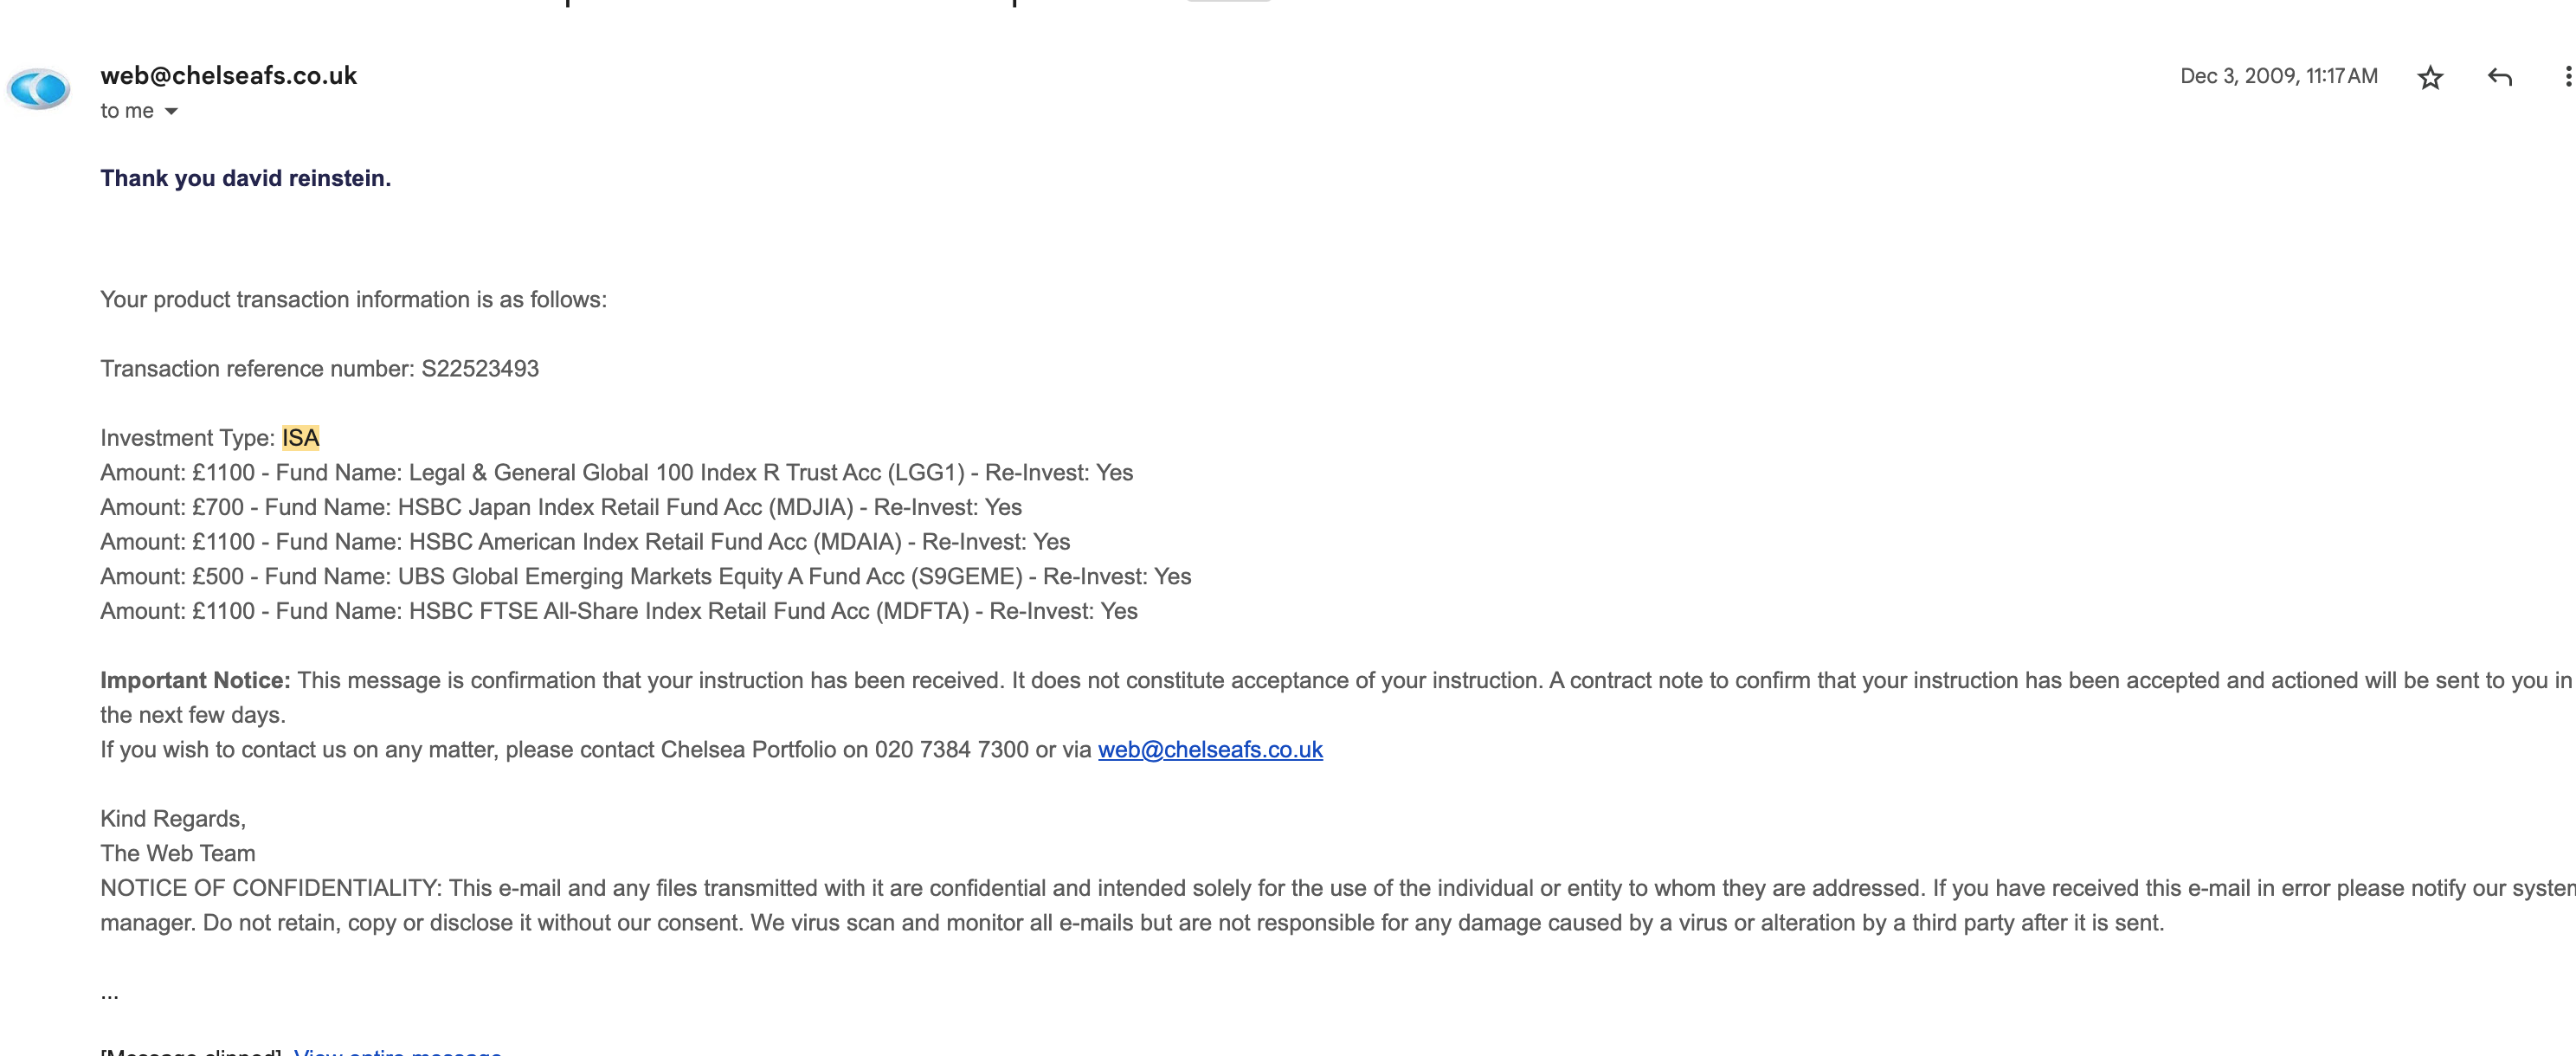 web@chelseafs.co.uk
Dec 3, 2009, 11:17 AM
to me
Thank you david reinstein.
Your product transaction information is as follows:
Transaction reference number: S22523493
Investment Type: ISA
Amount: £1100 - Fund Name: Legal & General Global 100 Index R Trust Acc (LGG1) - Re-Invest: Yes
Amount: £700 - Fund Name: HSBC Japan Index Retail Fund Acc (MDJIA) - Re-Invest: Yes
Amount: £1100 - Fund Name: HSBC American Index Retail Fund Acc (MDAIA) - Re-Invest: Yes
Amount: £500 - Fund Name: UBS Global Emerging Markets Equity A Fund Acc (S9GEME) - Re-Invest: Yes
Amount: £1100 - Fund Name: HSBC FTSE All-Share Index Retail Fund Acc (MDFTA) - Re-Invest: Yes
Important Notice: This message is confirmation that your instruction has been received. It does not constitute acceptance of your instruction. A contract note to confirm that your instruction has been accepted and actioned will be sent to you in
the next few days.
If you wish to contact us on any matter, please contact Chelsea Portfolio on 020 7384 7300 or via web@chelseafs.co.uk
Kind Regards,
The Web Team
NOTICE OF CONFIDENTIALITY: This e-mail and any files transmitted with it are confidential and intended solely for the use of the individual or entity to whom they are addressed. If you have received this e-mail in error please notify our system
manager. Do not retain, copy or disclose it without our consent. We virus scan and monitor all e-mails but are not responsible for any damage caused by a virus or alteration by a third party after it is sent.
...
[Message clipped] View entire message